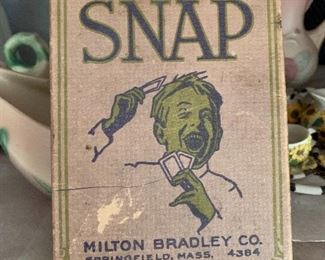 SNAP
MILTON BRADLEY CO.
SPRINGFIELD, MASS. 4384